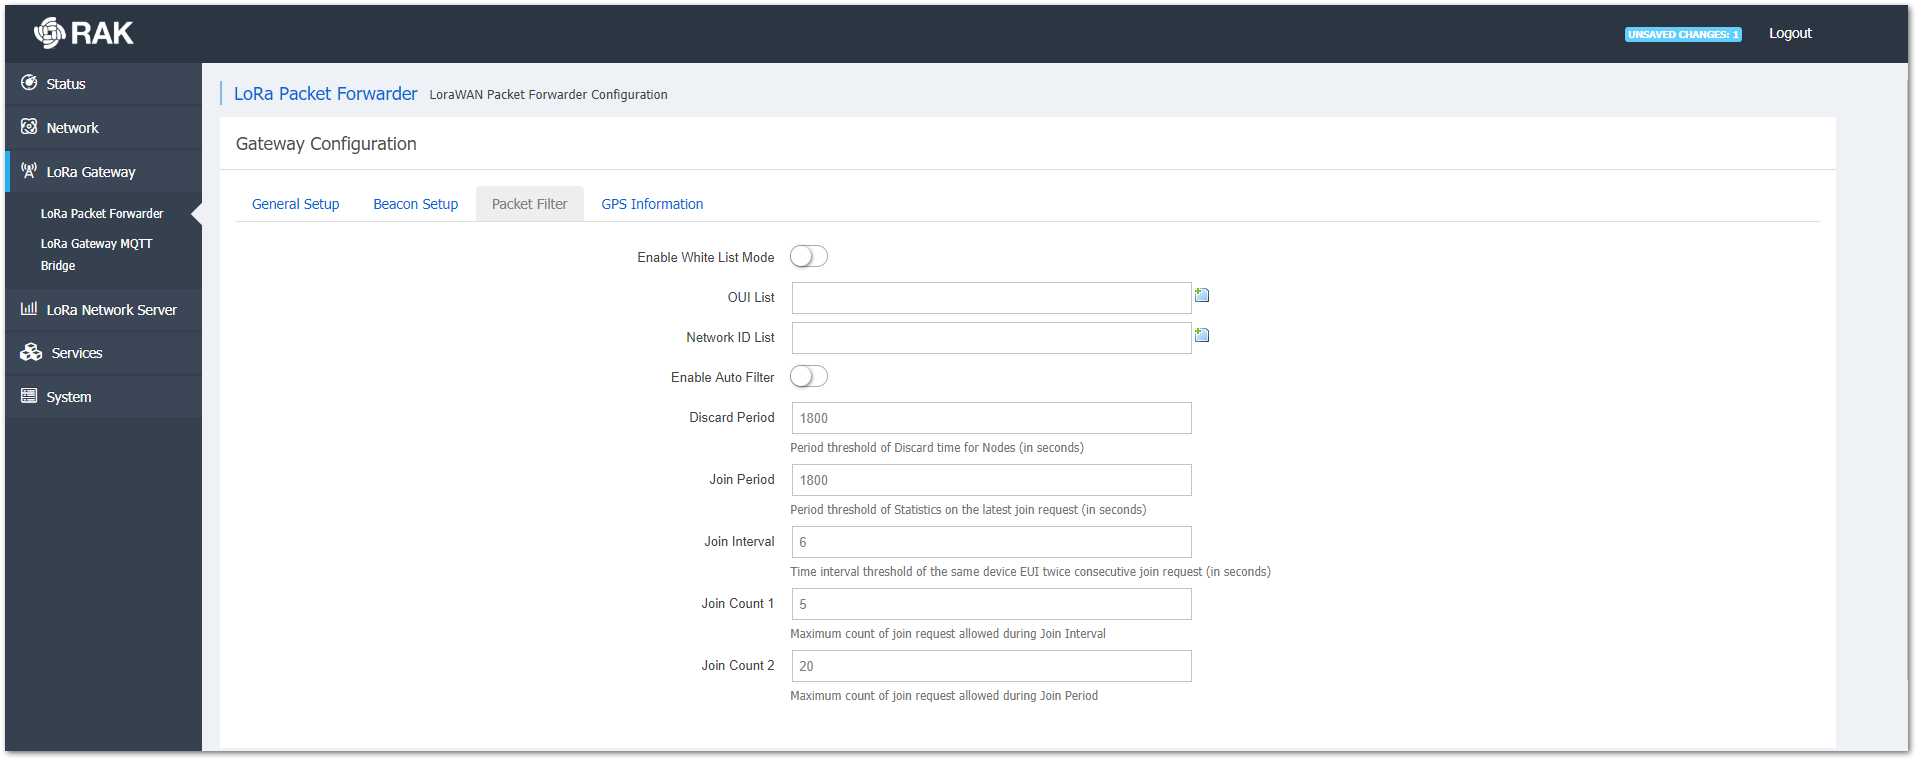 RAK
UNSAVED CHANGES: 1
Logout
Status
Network
LoRa Gateway
LoRa Packet Forwarder
LoRa Gateway MQTT
Bridge
LoRa Network Server
Services
System
LoRa Packet Forwarder LoraWAN Packet Forwarder Configuration
Gateway Configuration
General Setup Beacon Setup Packet Filter GPS Information
Enable White List Mode
OUI List
Network ID List
Enable Auto Filter
Discard Period 1800
Period threshold of Discard time for Nodes (in seconds)
Join Period 1800
Period threshold of Statistics on the latest join request (in seconds)
Join Interval 6
Time interval threshold of the same device EUI twice consecutive join request (in seconds)
Join Count 1 5
Maximum count of join request allowed during Join Interval
Join Count 2 20
Maximum count of join request allowed during Join Period